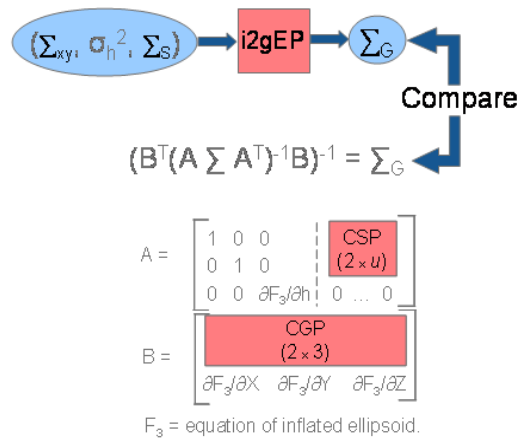 (Σxy, σh², ΣS) i2gEP ΣG
Compare
(Bᵀ(A Σ Aᵀ)⁻¹B)⁻¹ = ΣG
A =
1 0 0 CSP
0 1 0 (2 × u)
0 0 ∂F₃/∂h 0 ... 0
B =
CGP
(2 × 3)
∂F₃/∂X ∂F₃/∂Y ∂F₃/∂Z
F₃ = equation of inflated ellipsoid.